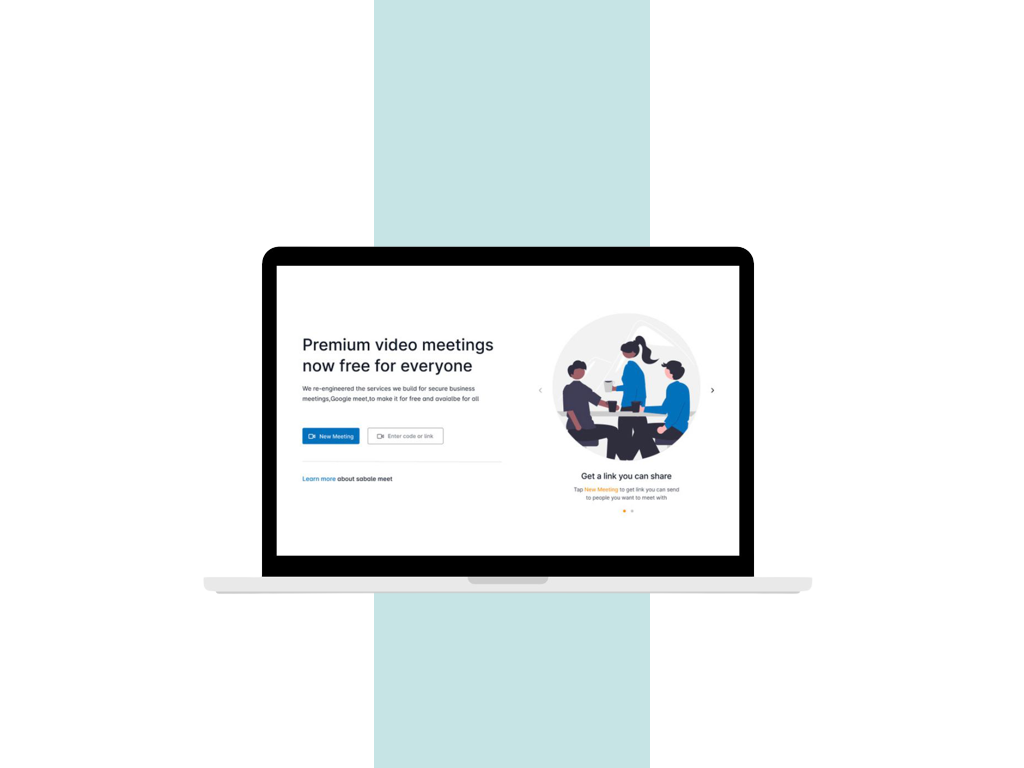 Premium video meetings
now free for everyone
We re-engineered the services we build for secure business
meetings,Google meet,to make it for free and avalalbe for all
New Meeting
Enter code or link
Learn more about sabale meet
Get a link you can share
Tap New Meeting to get link you can send
to people you want to meet with